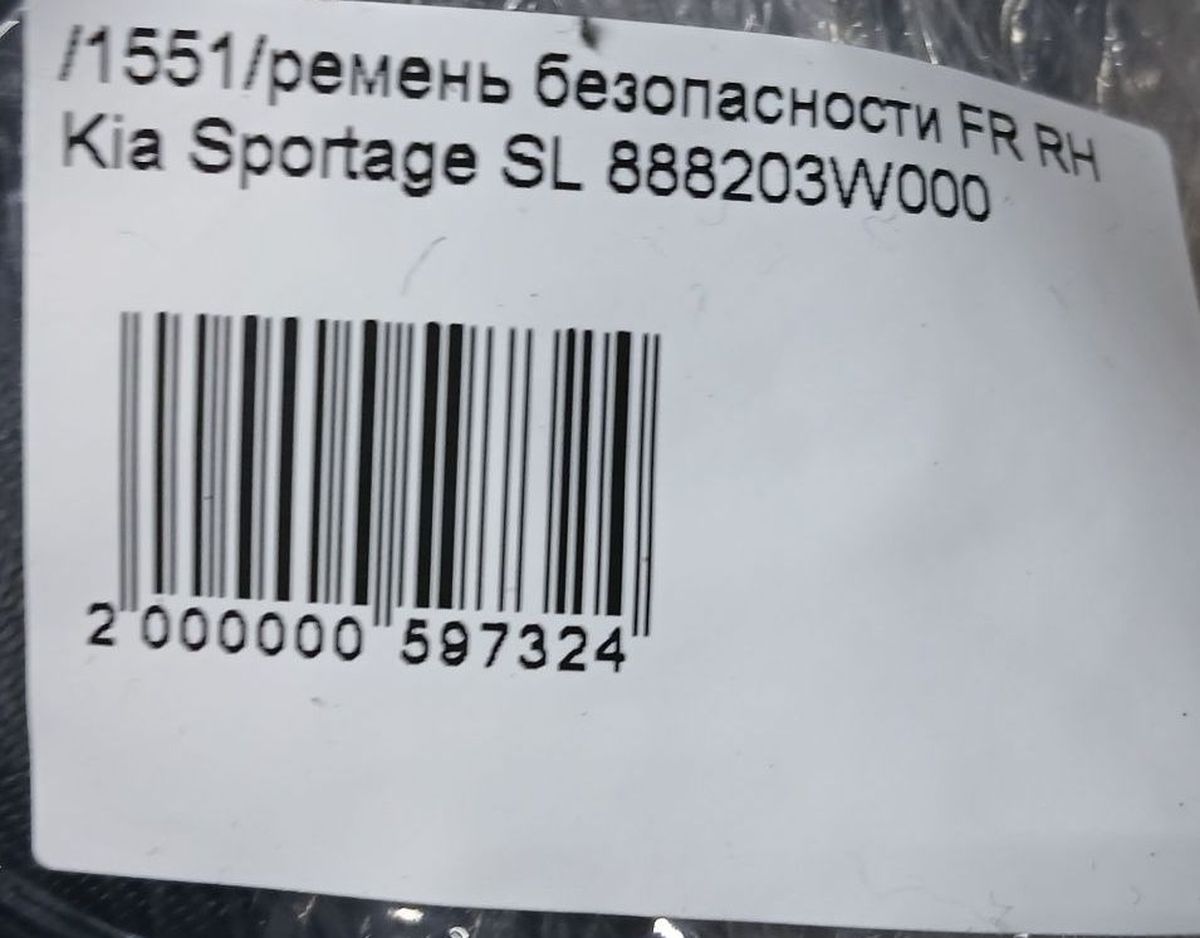 /1551/ремень безопасности FR RH
Kia Sportage SL 888203W000
2 000000 597324